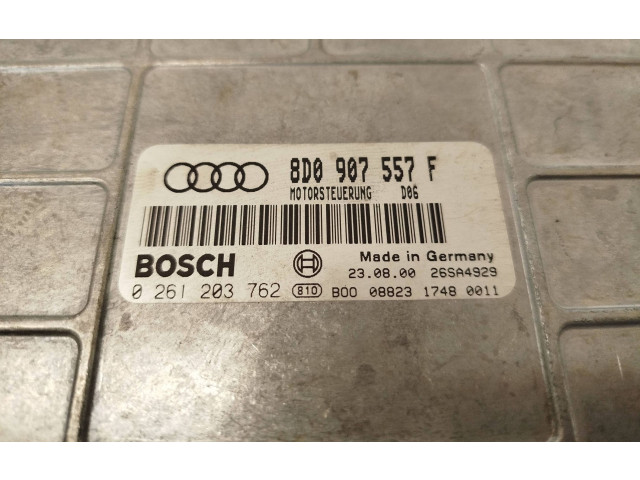 8D0 907 557 F
MOTORSTEUERUNG D06
BOSCH
Made in Germany
23.08.00 26SA4929
0 261 203 762 810 B00 08823 1748 0011